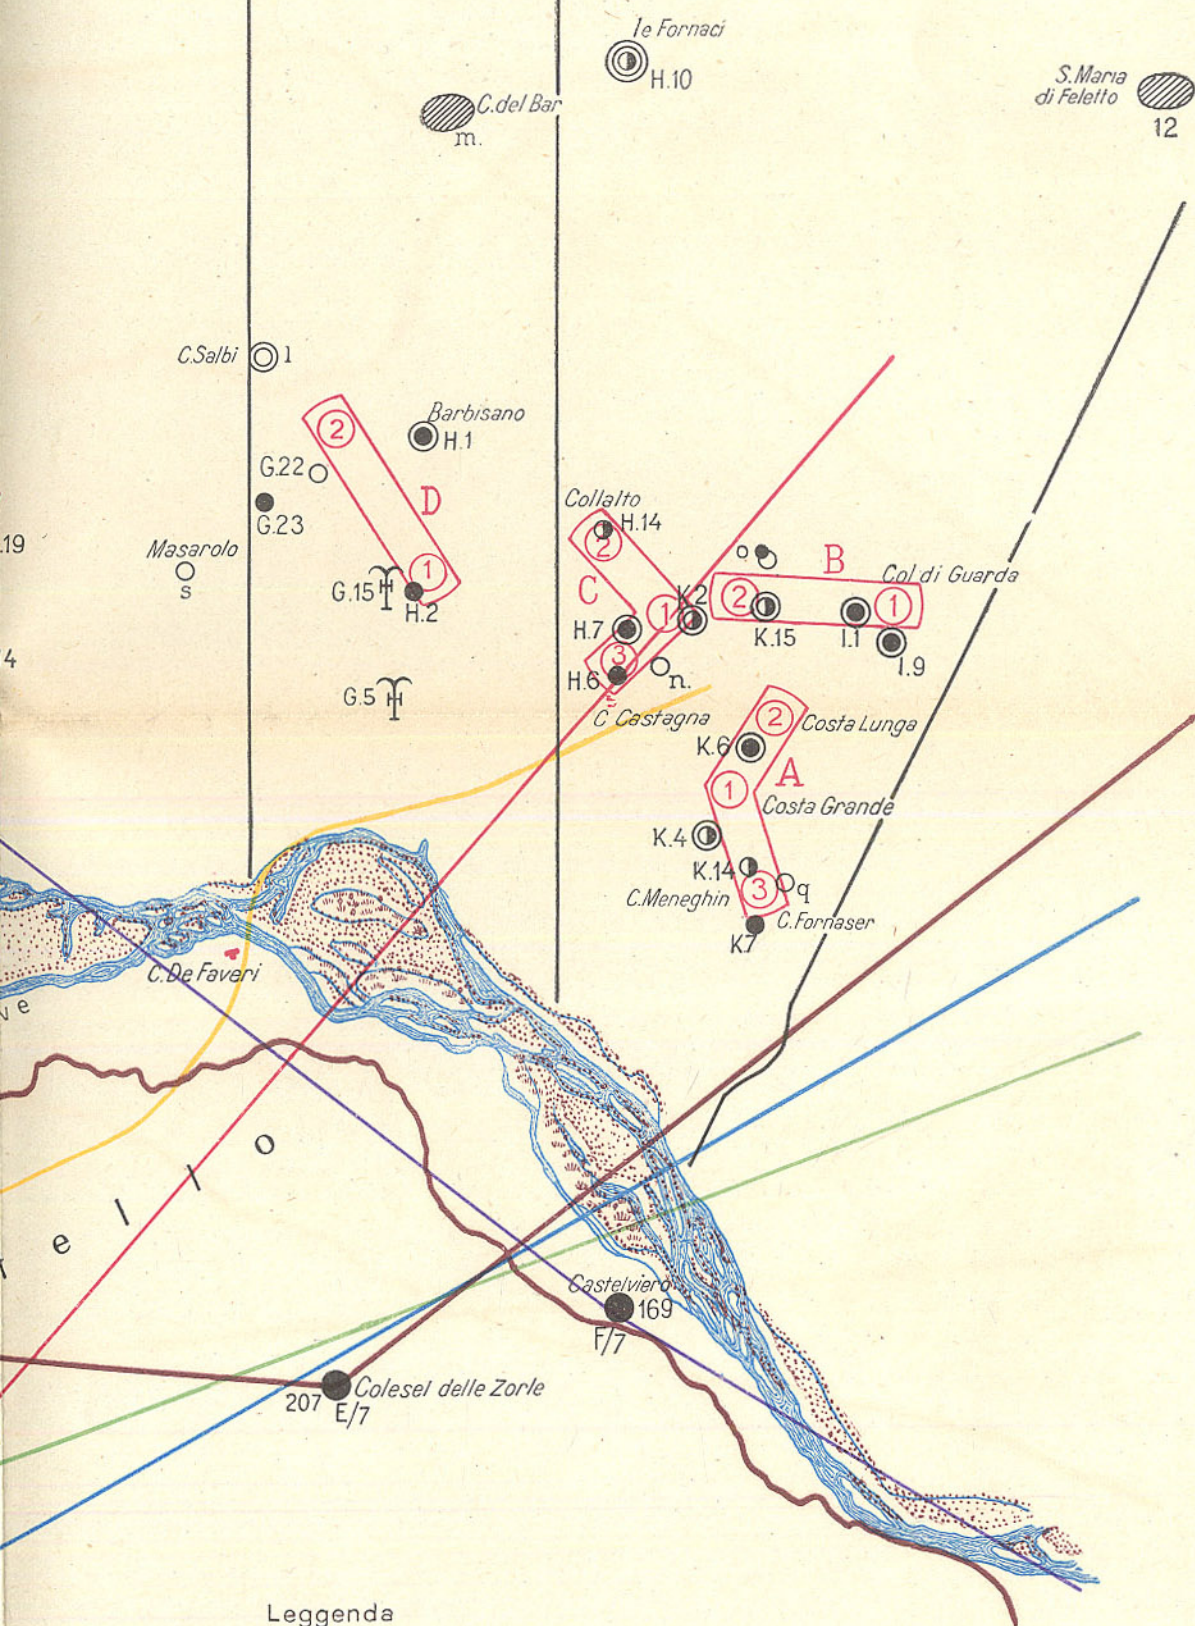 le Fornaci
H.10
S.Maria
di Feletto
12
C.del Bar
m.
C.Salbi
l
Barbisano
H.1
2
G.22
D
G.23
Collalto
H.14
2
.19
Masarolo
s
G.15
1
H.2
B
Col di Guarda
C
K.2
2
1
1
H.7
K.15
I.1
I.9
4
3
H.6
n.
G.5
C Castagna
2
Costa Lunga
K.6
A
1
Costa Grande
K.4
K.14
3
q
C.Meneghin
C.Fornaser
K.7
C.De Faveri
ve
e l l o
Castelviero
169
F/7
207
E/7
Colesel delle Zorle
Leggenda